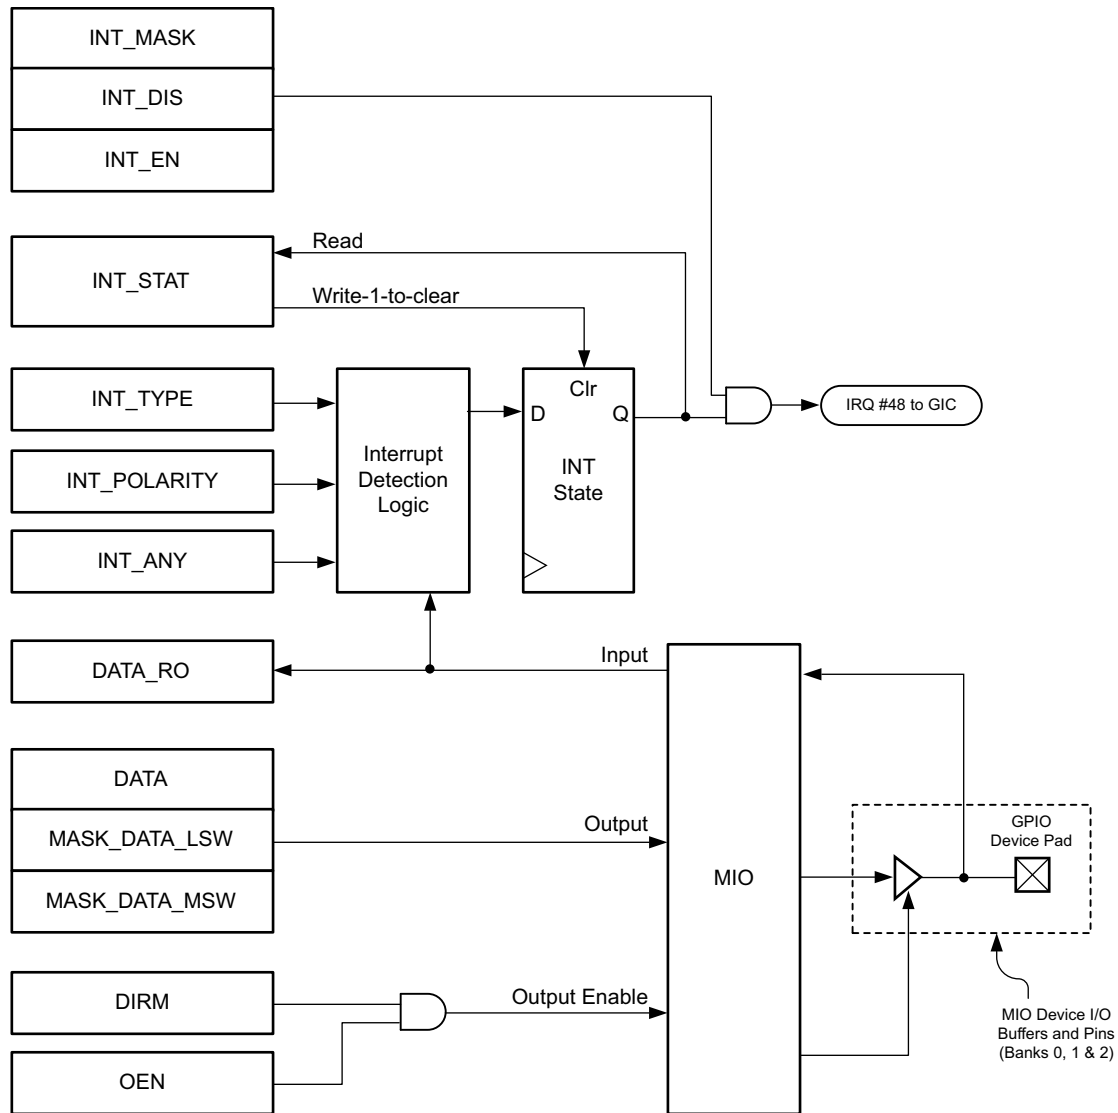 INT_MASK
INT_DIS
INT_EN
Read
INT_STAT
Write-1-to-clear
INT_TYPE
Clr
D
Q
IRQ #48 to GIC
Interrupt
Detection
Logic
INT
State
INT_POLARITY
INT_ANY
DATA_RO
Input
DATA
MASK_DATA_LSW
Output
MASK_DATA_MSW
MIO
GPIO
Device Pad
DIRM
Output Enable
OEN
MIO Device I/O
Buffers and Pins
(Banks 0, 1 & 2)